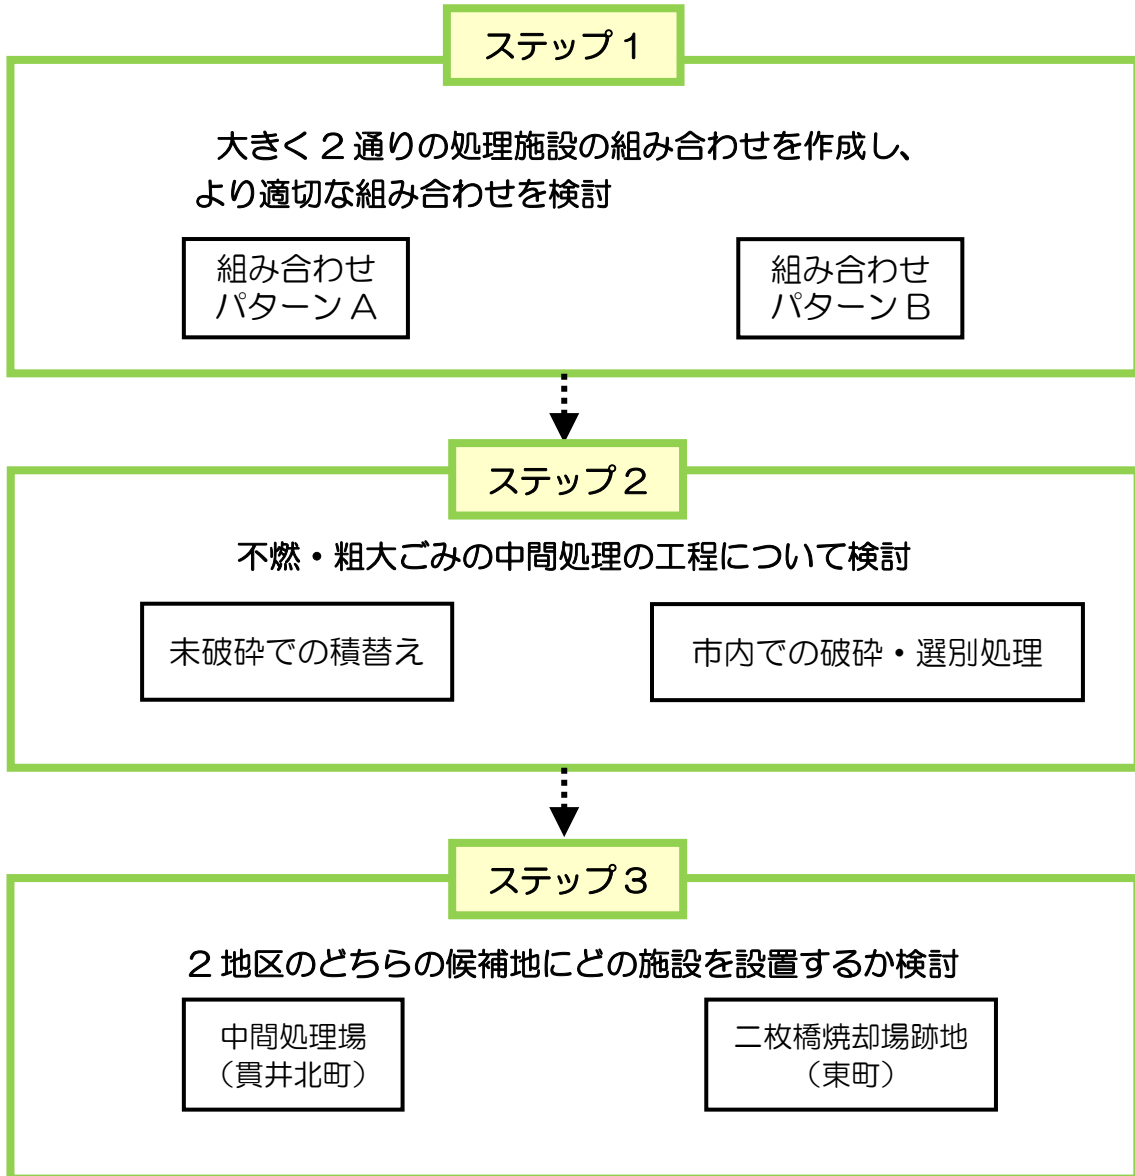 ステップ１
大きく２通りの処理施設の組み合わせを作成し、
より適切な組み合わせを検討
組み合わせ
パターンＡ
組み合わせ
パターンＢ
ステップ２
不燃・粗大ごみの中間処理の工程について検討
未破砕での積替え
市内での破砕・選別処理
ステップ３
２地区のどちらの候補地にどの施設を設置するか検討
中間処理場
（貫井北町）
二枚橋焼却場跡地
（東町）